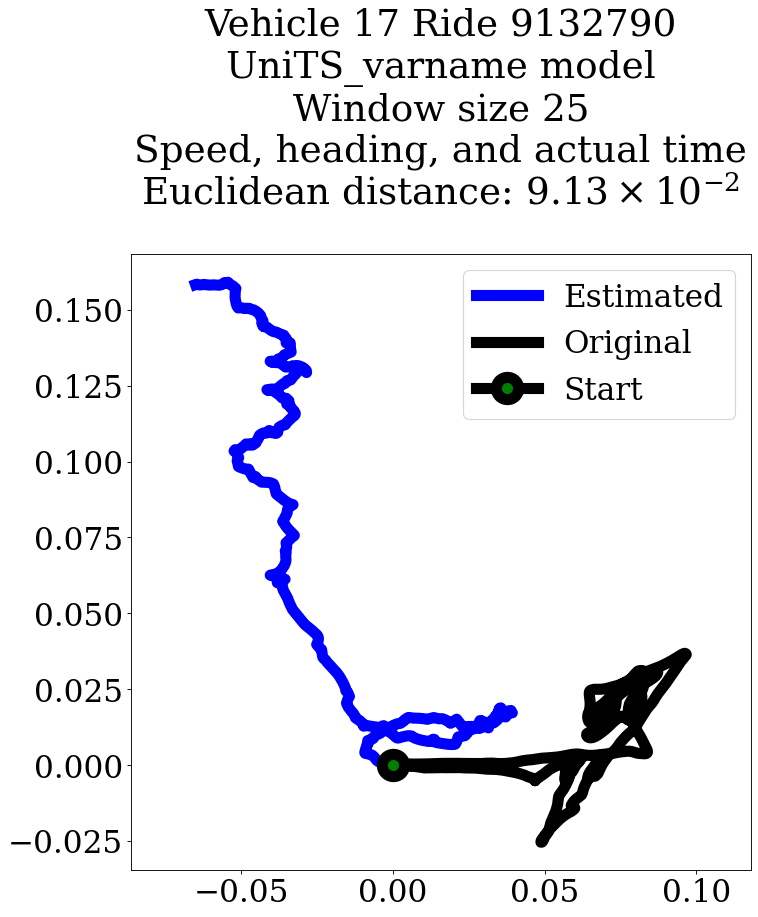 Vehicle 17 Ride 9132790
UniTS_varname model
Window size 25
Speed, heading, and actual time
Euclidean distance: 9.13 × 10⁻²
Estimated
Original
Start
0.150
0.125
0.100
0.075
0.050
0.025
0.000
−0.025
−0.05 0.00 0.05 0.10